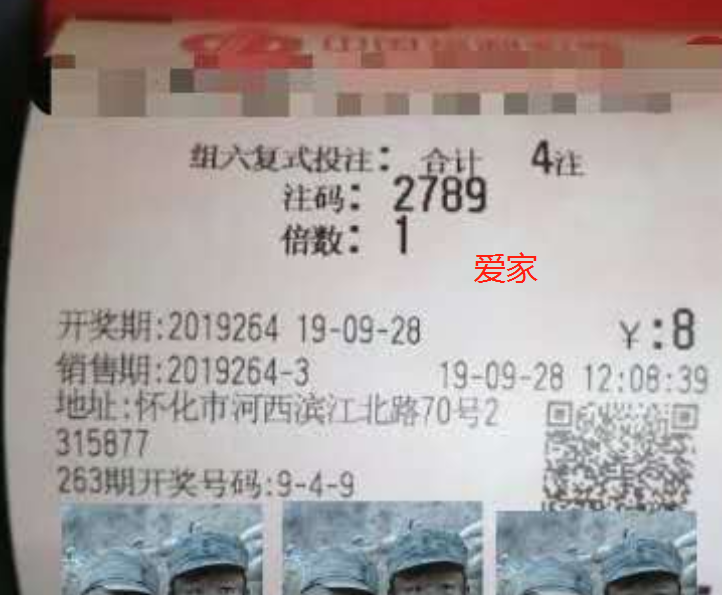 组六复式投注: 合计 4注
注码: 2789
倍数: 1
爱家
开奖期:2019264 19-09-28 ¥:8
销售期:2019264-3 19-09-28 12:08:39
地址:怀化市河西滨江北路70号2
315877
263期开奖号码:9-4-9